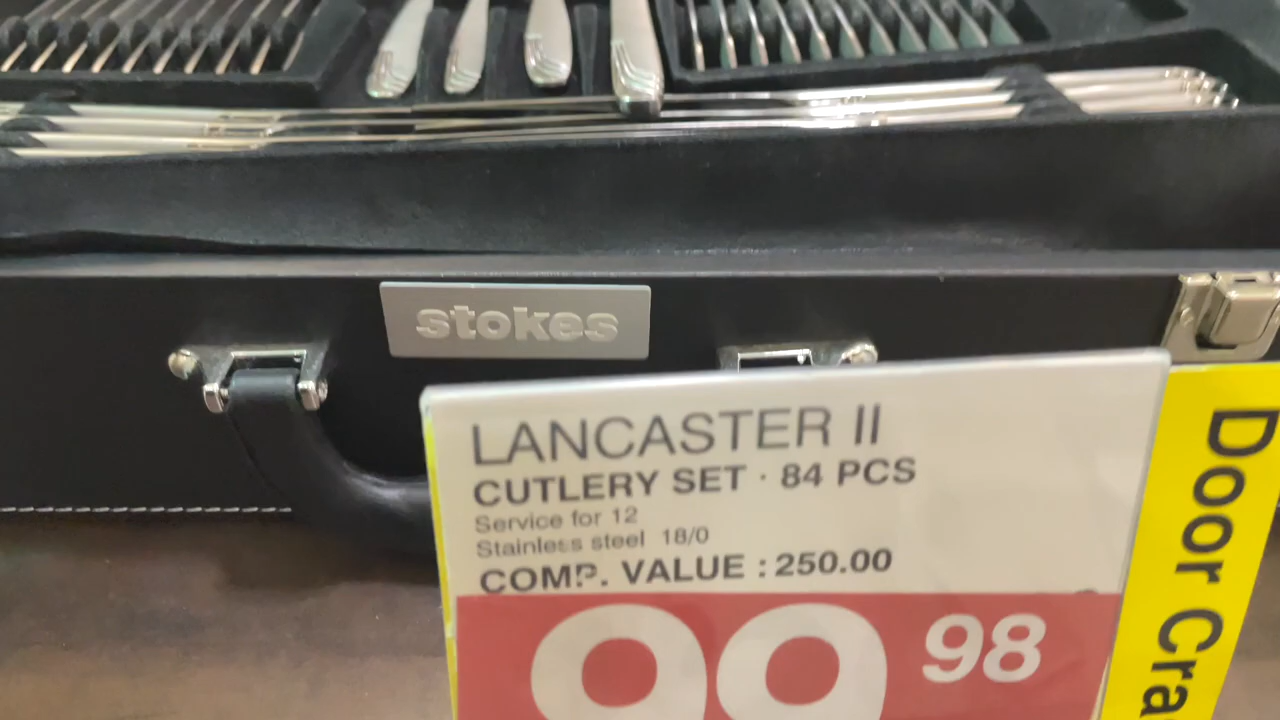 stokes
LANCASTER II
CUTLERY SET · 84 PCS
Service for 12
Stainless steel 18/0
COMP. VALUE : 250.00
99 98
Door